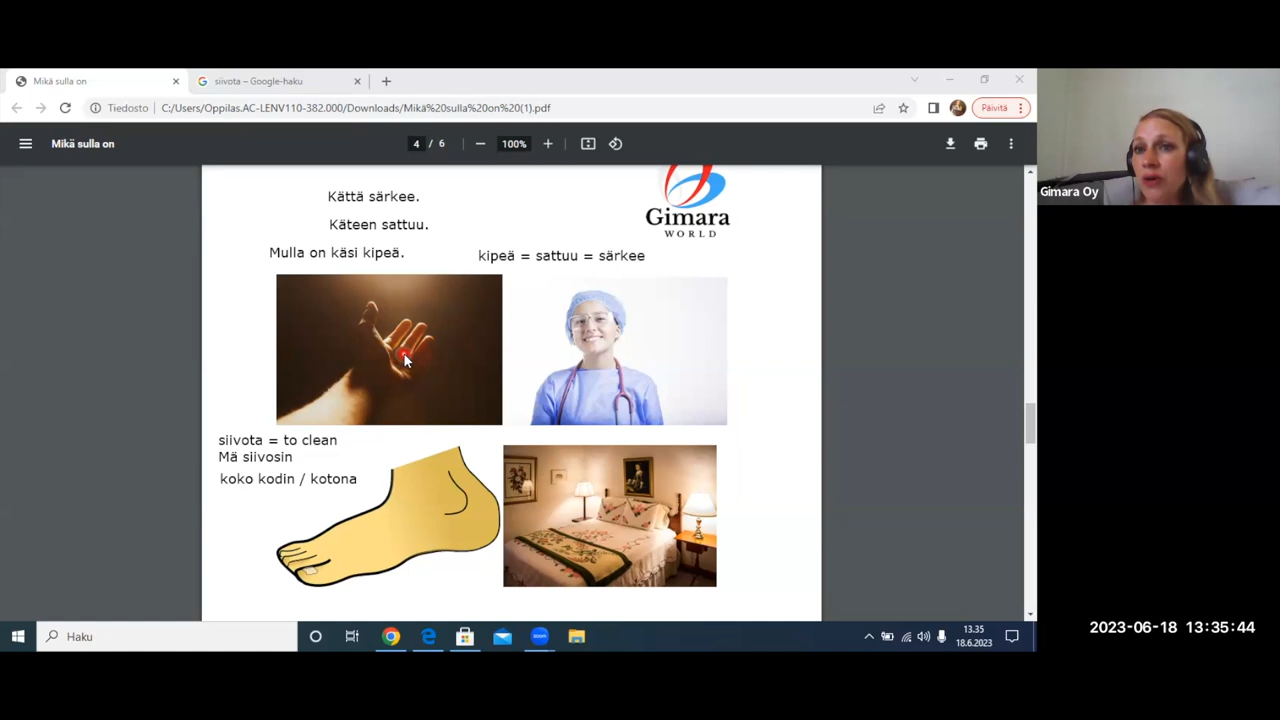 Mikä sulla on
siivota – Google-haku
Tiedosto
C:/Users/Oppilas.AC-LENV110-382.000/Downloads/Mikä%20sulla%20on%20(1).pdf
Päivitä
Mikä sulla on
4 / 6
100%
Gimara Oy
Kättä särkee.
Käteen sattuu.
Mulla on käsi kipeä.
kipeä = sattuu = särkee
Gimara
WORLD
siivota = to clean
Mä siivosin
koko kodin / kotona
Haku
zoom
13.35
18.6.2023
2023-06-18 13:35:44